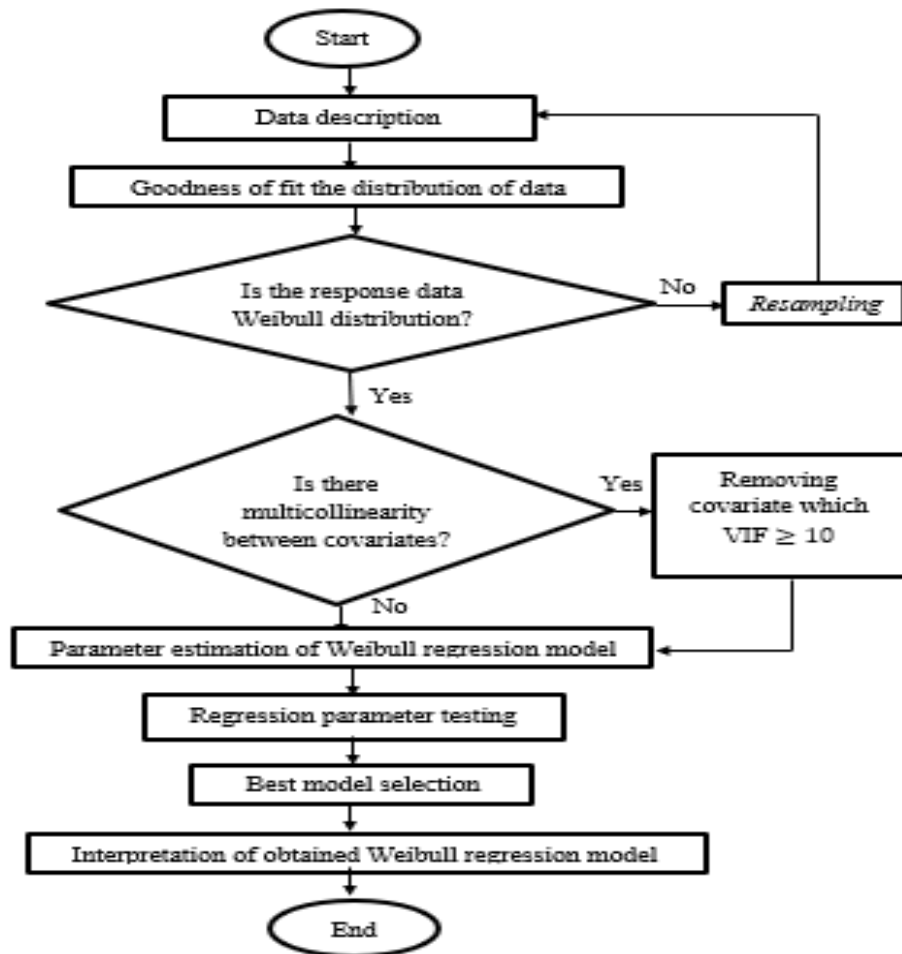 Start
Data description
Goodness of fit the distribution of data
Is the response data
Weibull distribution?
No
Resampling
Yes
Is there
multicollinearity
between covariates?
Yes
Removing
covariate which
VIF ≥ 10
No
Parameter estimation of Weibull regression model
Regression parameter testing
Best model selection
Interpretation of obtained Weibull regression model
End